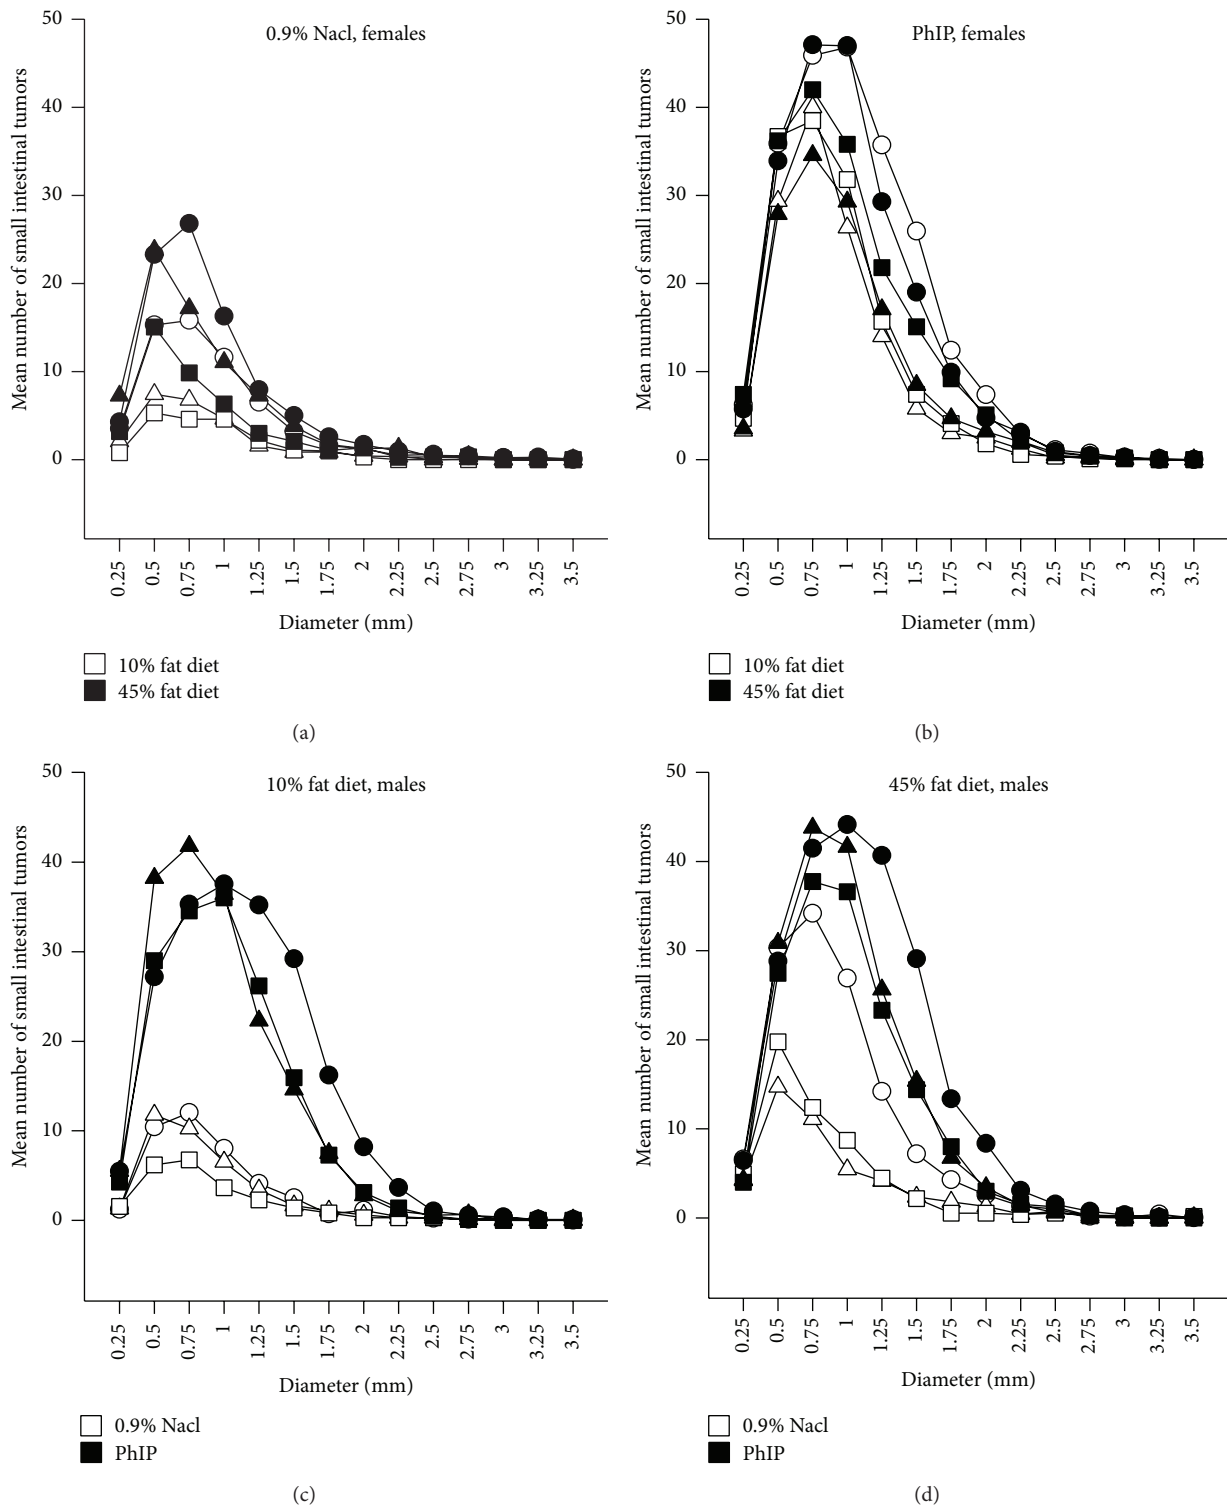 0.9% Nacl, females
Mean number of small intestinal tumors
50
40
30
20
10
0
0.25 0.5 0.75 1 1.25 1.5 1.75 2 2.25 2.5 2.75 3 3.25 3.5
Diameter (mm)
10% fat diet
45% fat diet
(a)
PhIP, females
Mean number of small intestinal tumors
50
40
30
20
10
0
0.25 0.5 0.75 1 1.25 1.5 1.75 2 2.25 2.5 2.75 3 3.25 3.5
Diameter (mm)
10% fat diet
45% fat diet
(b)
10% fat diet, males
Mean number of small intestinal tumors
50
40
30
20
10
0
0.25 0.5 0.75 1 1.25 1.5 1.75 2 2.25 2.5 2.75 3 3.25 3.5
Diameter (mm)
0.9% Nacl
PhIP
(c)
45% fat diet, males
Mean number of small intestinal tumors
50
40
30
20
10
0
0.25 0.5 0.75 1 1.25 1.5 1.75 2 2.25 2.5 2.75 3 3.25 3.5
Diameter (mm)
0.9% Nacl
PhIP
(d)